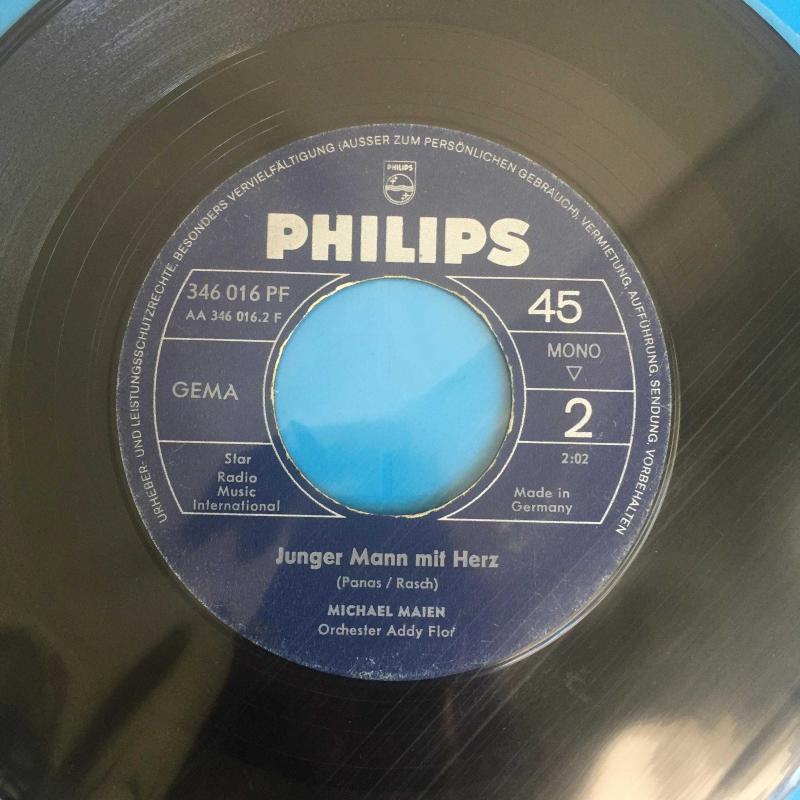 URHEBER- UND LEISTUNGSSCHUTZRECHTE, BESONDERS VERVIELFÄLTIGUNG (AUSSER ZUM PERSÖNLICHEN GEBRAUCH), VERMIETUNG, AUFFÜHRUNG, SENDUNG, VORBEHALTEN
PHILIPS
PHILIPS
346 016 PF
AA 346 016.2 F
GEMA
Star
Radio
Music
International
45
MONO
2
2:02
Made in
Germany
Junger Mann mit Herz
(Panas / Rasch)
MICHAEL MAIEN
Orchester Addy Flor